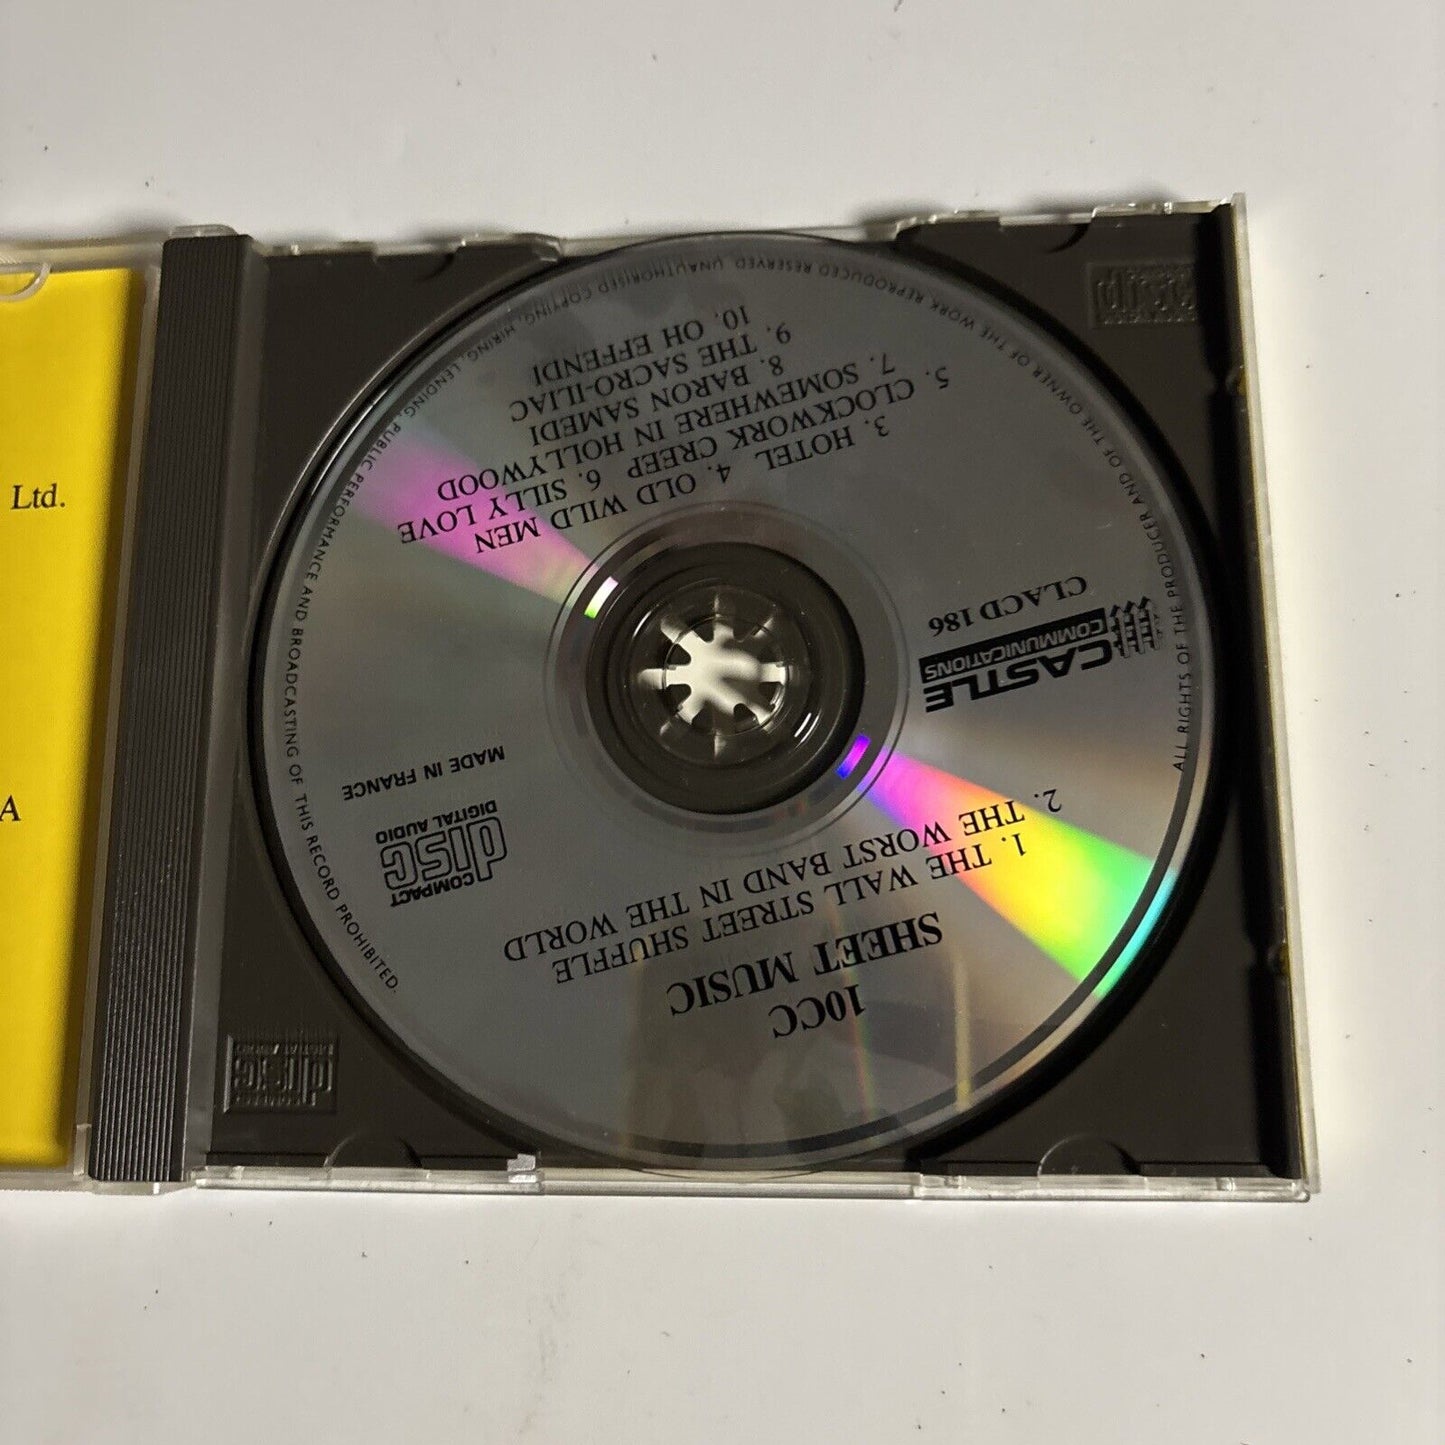 10CC
SHEET MUSIC
1. THE WALL STREET SHUFFLE
2. THE WORST BAND IN THE WORLD
CASTLE
COMMUNICATIONS
CLACD 186
COMPACT
disc
DIGITAL AUDIO
MADE IN FRANCE
3. HOTEL 4. OLD WILD MEN
5. CLOCKWORK CREEP 6. SILLY LOVE
7. SOMEWHERE IN HOLLYWOOD
8. BARON SAMEDI
9. THE SACRO-ILIAC
10. OH EFFENDI
ALL RIGHTS OF THE PRODUCER AND OF THE OWNER OF THE WORK REPRODUCED RESERVED. UNAUTHORISED COPYING, HIRING, LENDING, PUBLIC PERFORMANCE AND BROADCASTING OF THIS RECORD PROHIBITED.
Ltd.
A
disc
disc